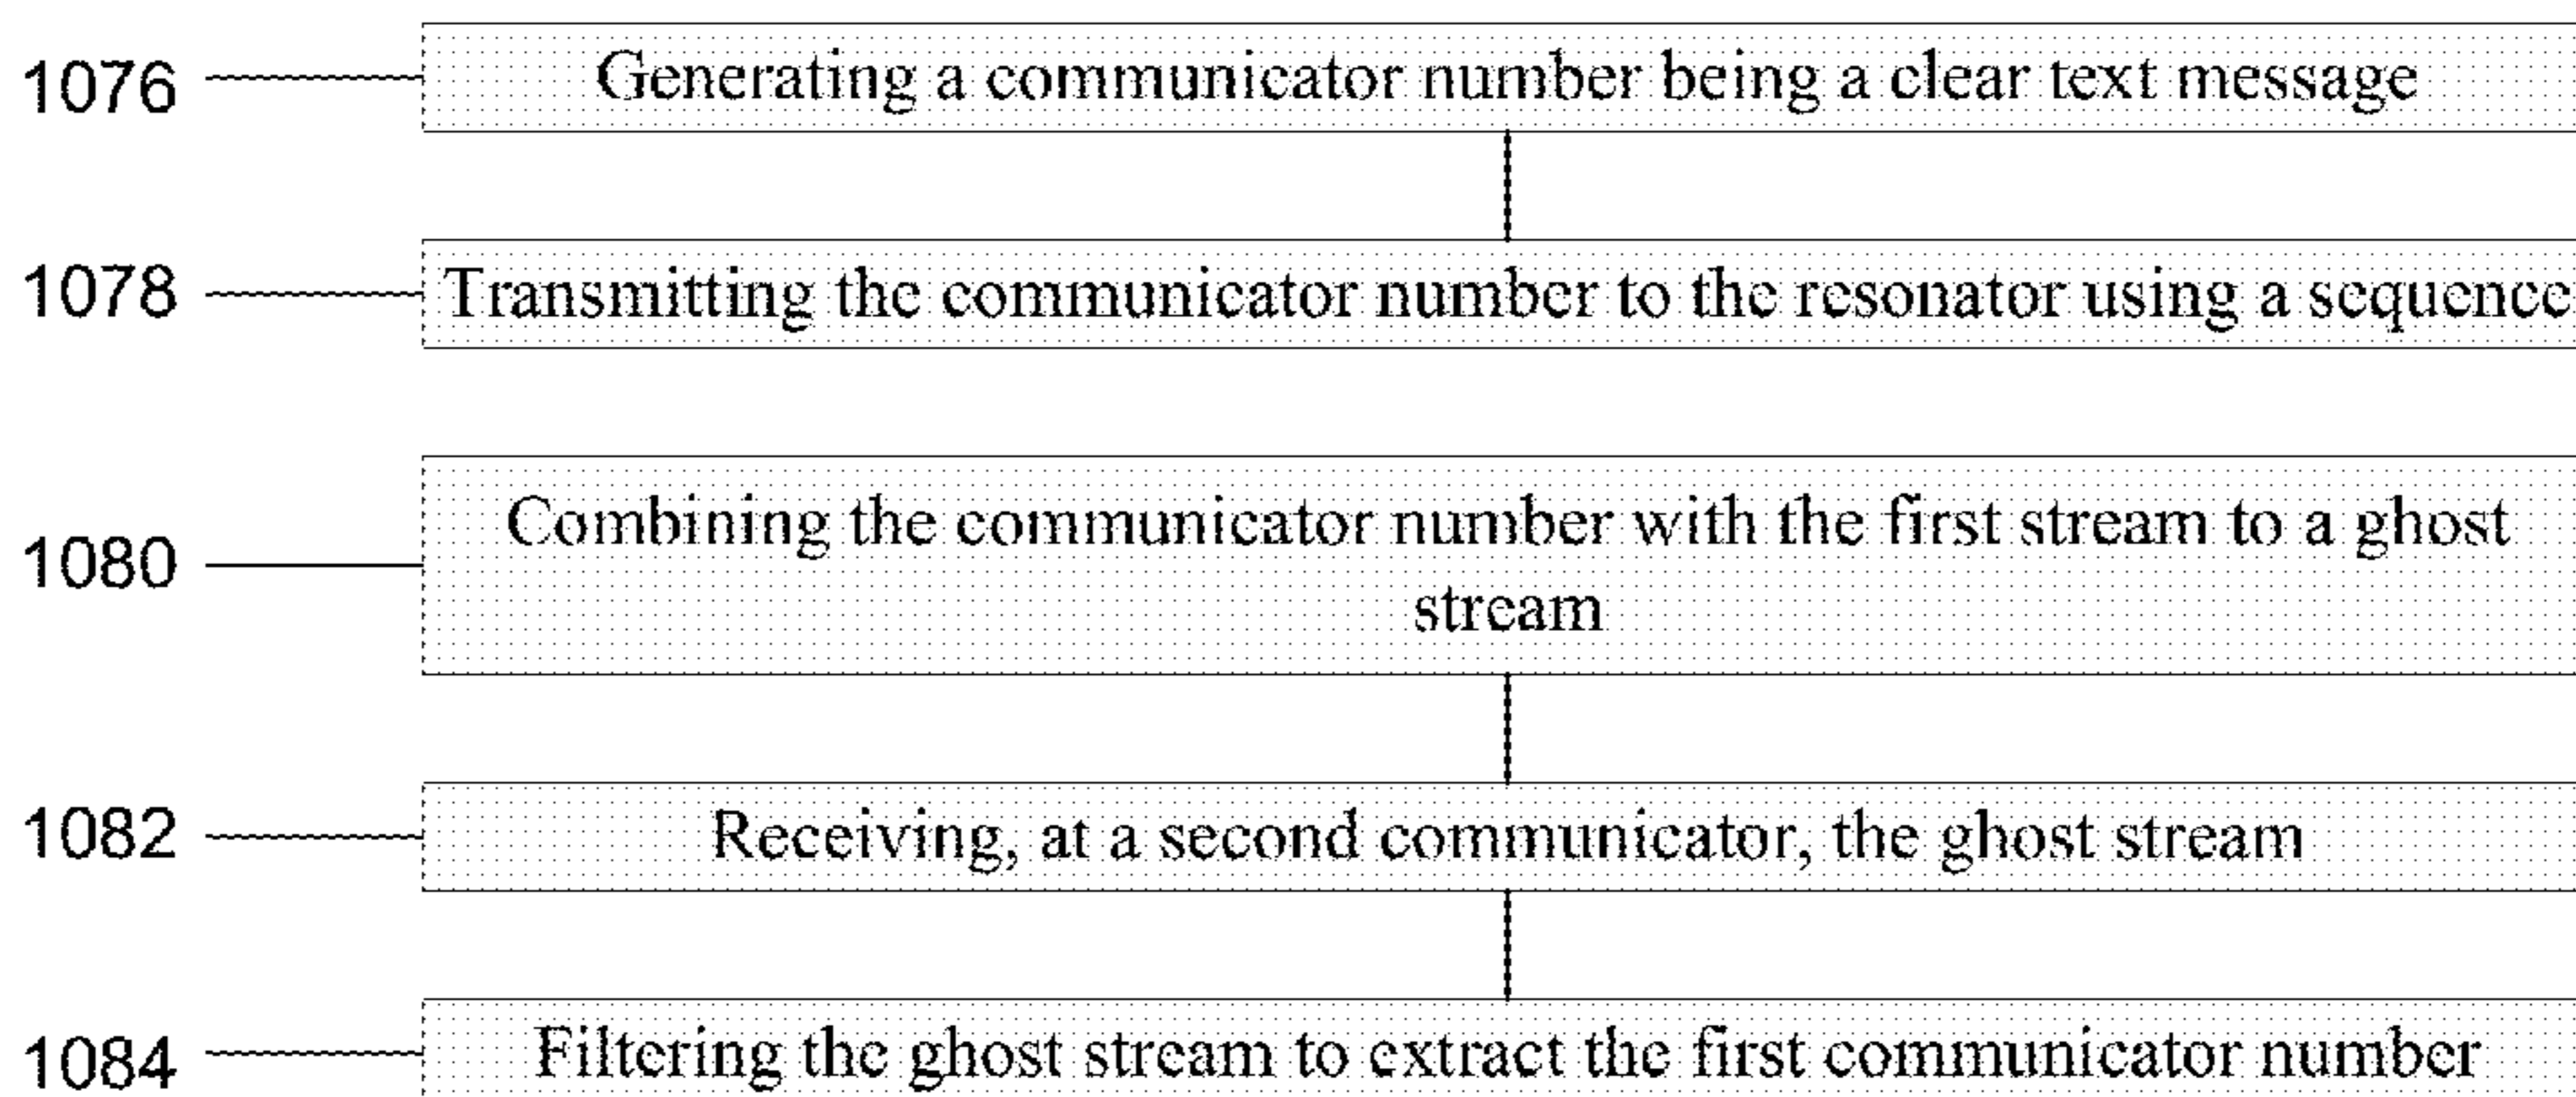 1076 Generating a communicator number being a clear text message
1078 Transmitting the communicator number to the resonator using a sequence
1080 Combining the communicator number with the first stream to a ghost
stream
1082 Receiving, at a second communicator, the ghost stream
1084 Filtering the ghost stream to extract the first communicator number